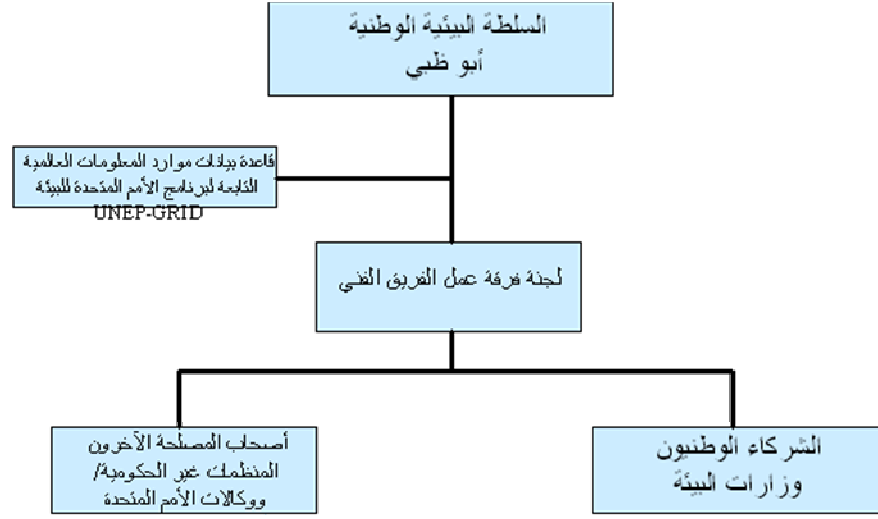 السلطة البيئية الوطنية
أبو ظبي
قاعدة بيانات موارد المعلومات العالمية
التابعة لبرنامج الأمم المتحدة للبيئة
UNEP-GRID
لجنة فرقة عمل الفريق الفني
الشركاء الوطنيون
وزارات البيئة
أصحاب المصلحة الآخرون
المنظمات غير الحكومية/
ووكالات الأمم المتحدة